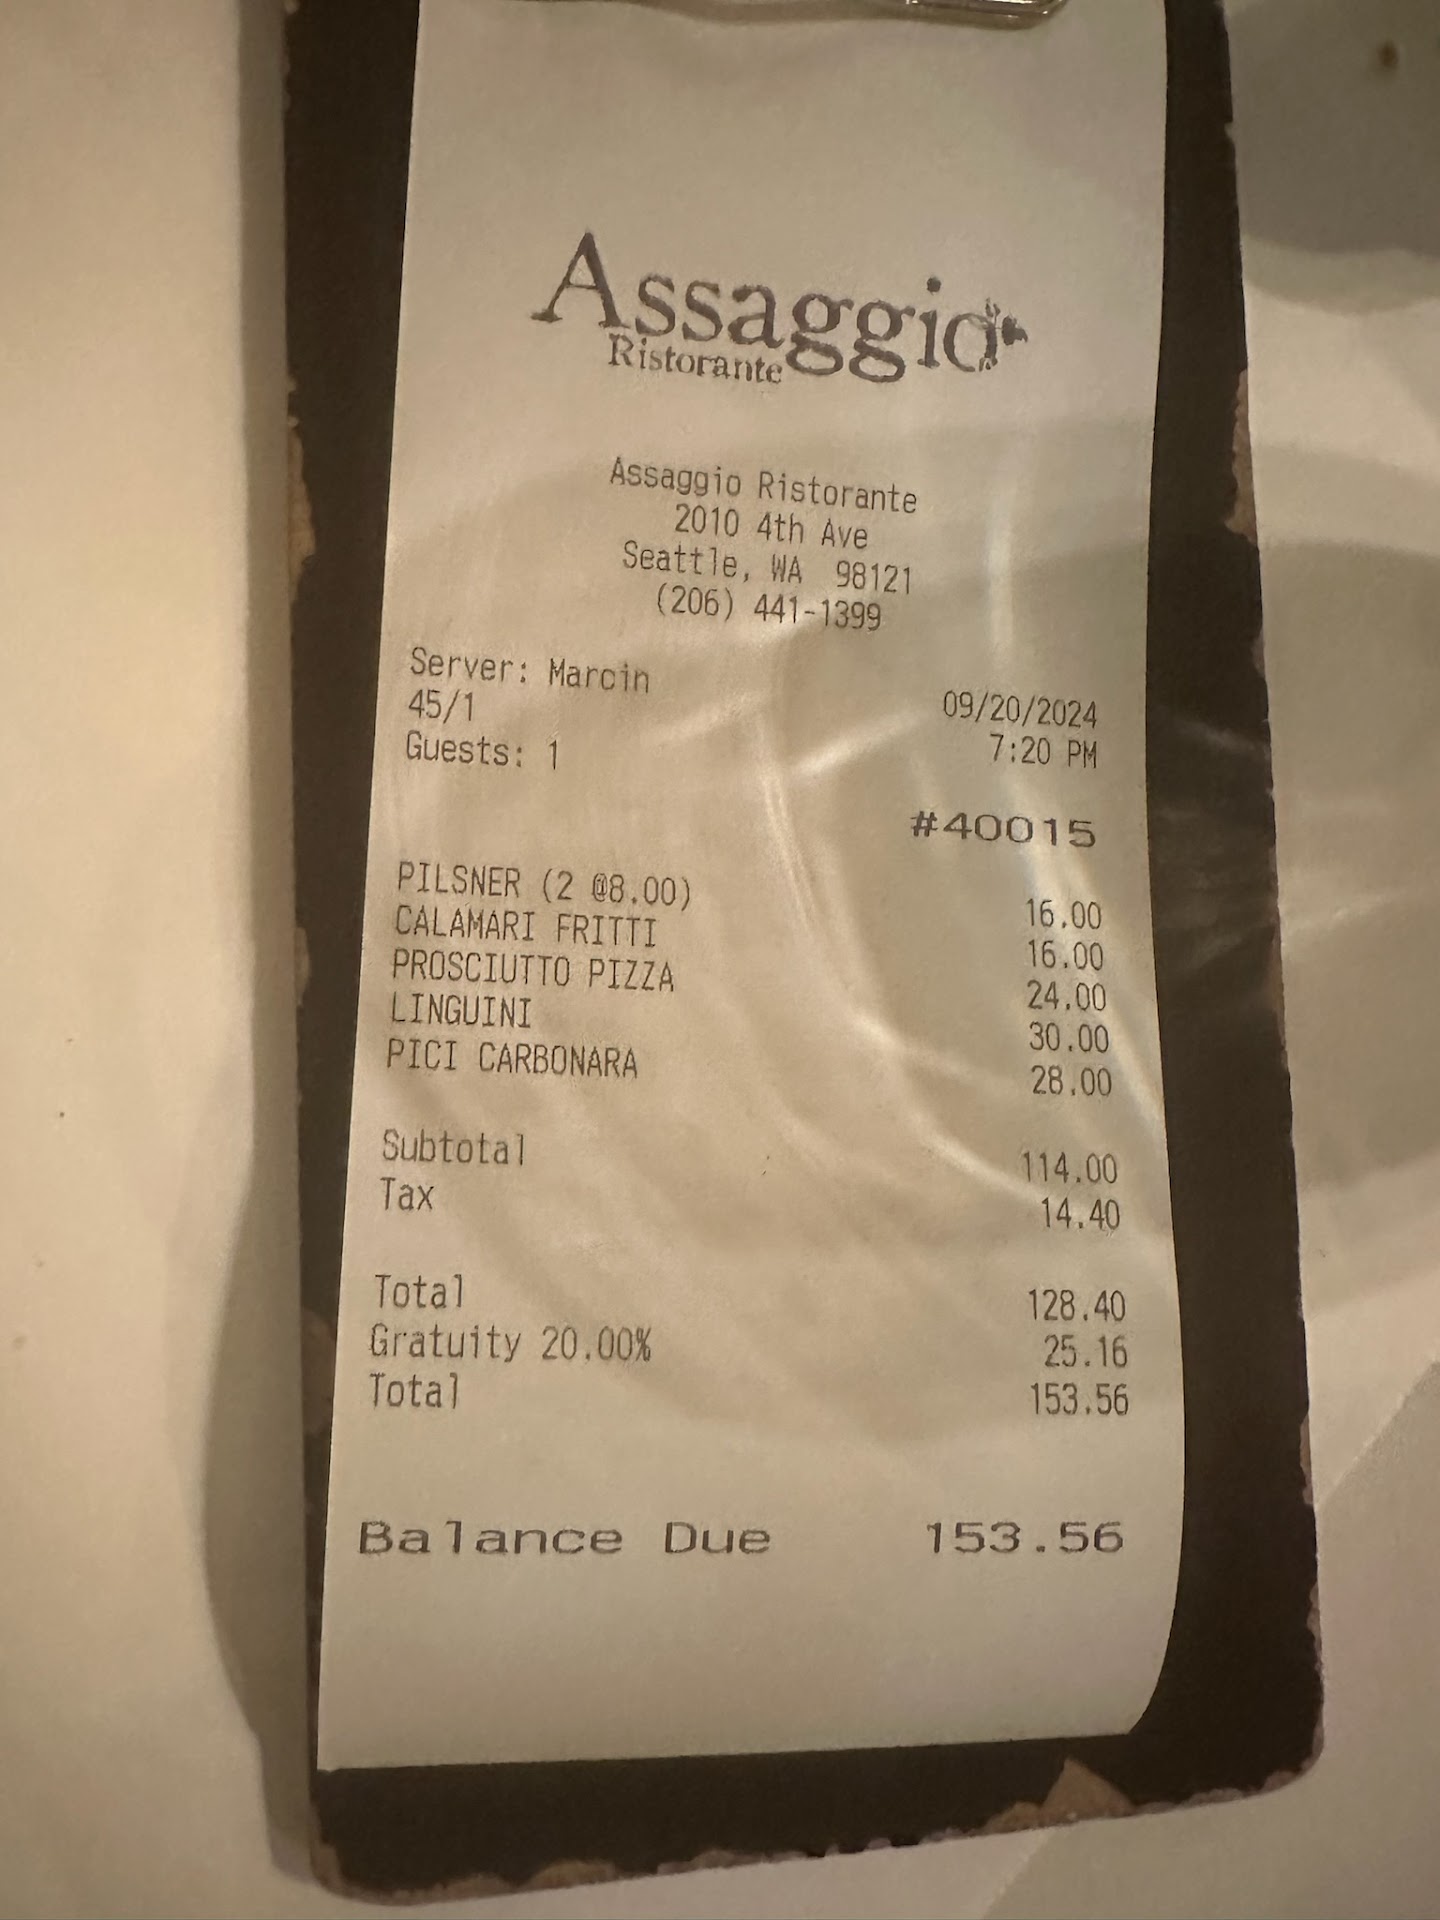 Assaggio
Ristorante
Assaggio Ristorante
2010 4th Ave
Seattle, WA 98121
(206) 441-1399
Server: Marcin
45/1 09/20/2024
Guests: 1 7:20 PM
#40015
PILSNER (2 @8.00) 16.00
CALAMARI FRITTI 16.00
PROSCIUTTO PIZZA 24.00
LINGUINI 30.00
PICI CARBONARA 28.00
Subtotal 114.00
Tax 14.40
Total 128.40
Gratuity 20.00% 25.16
Total 153.56
Balance Due 153.56